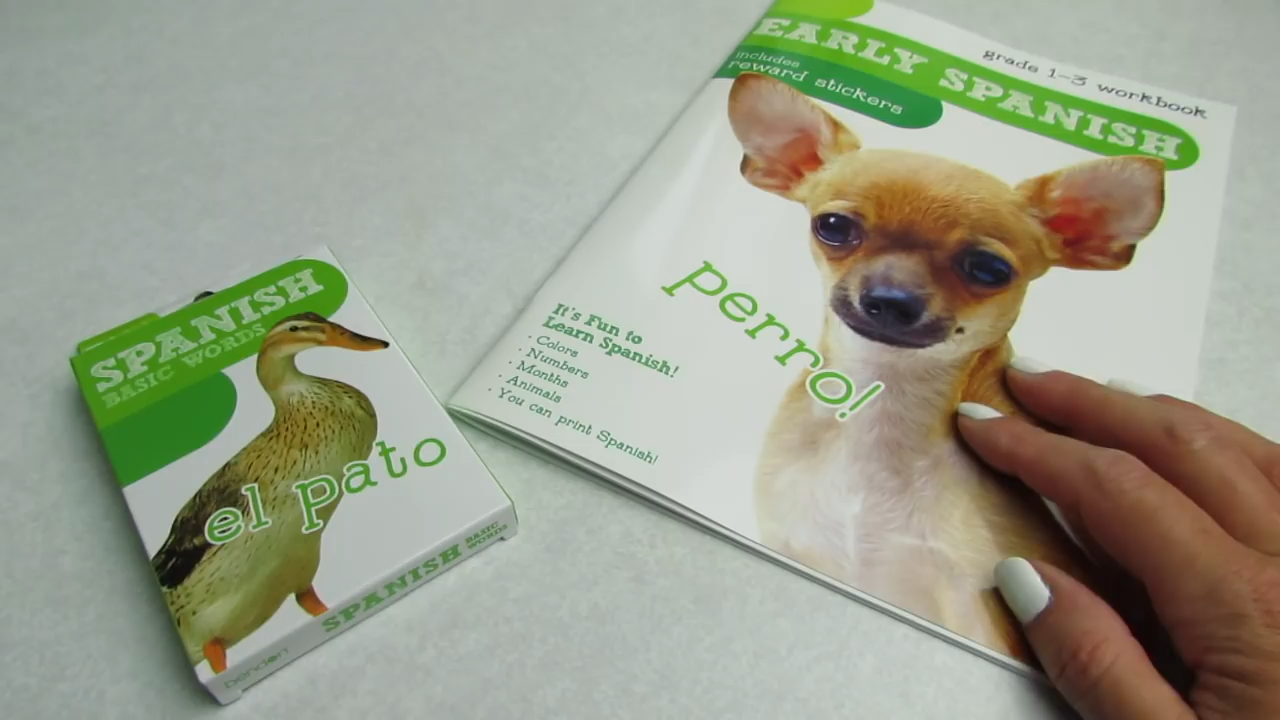 SPANISH
BASIC WORDS
el pato
SPANISH
BASIC
WORDS
bendon
grade 1-3 workbook
EARLY SPANISH
includes
reward stickers
perro!
It's Fun to
Learn Spanish!
· Colors
· Numbers
· Months
· Animals
· You can print Spanish!